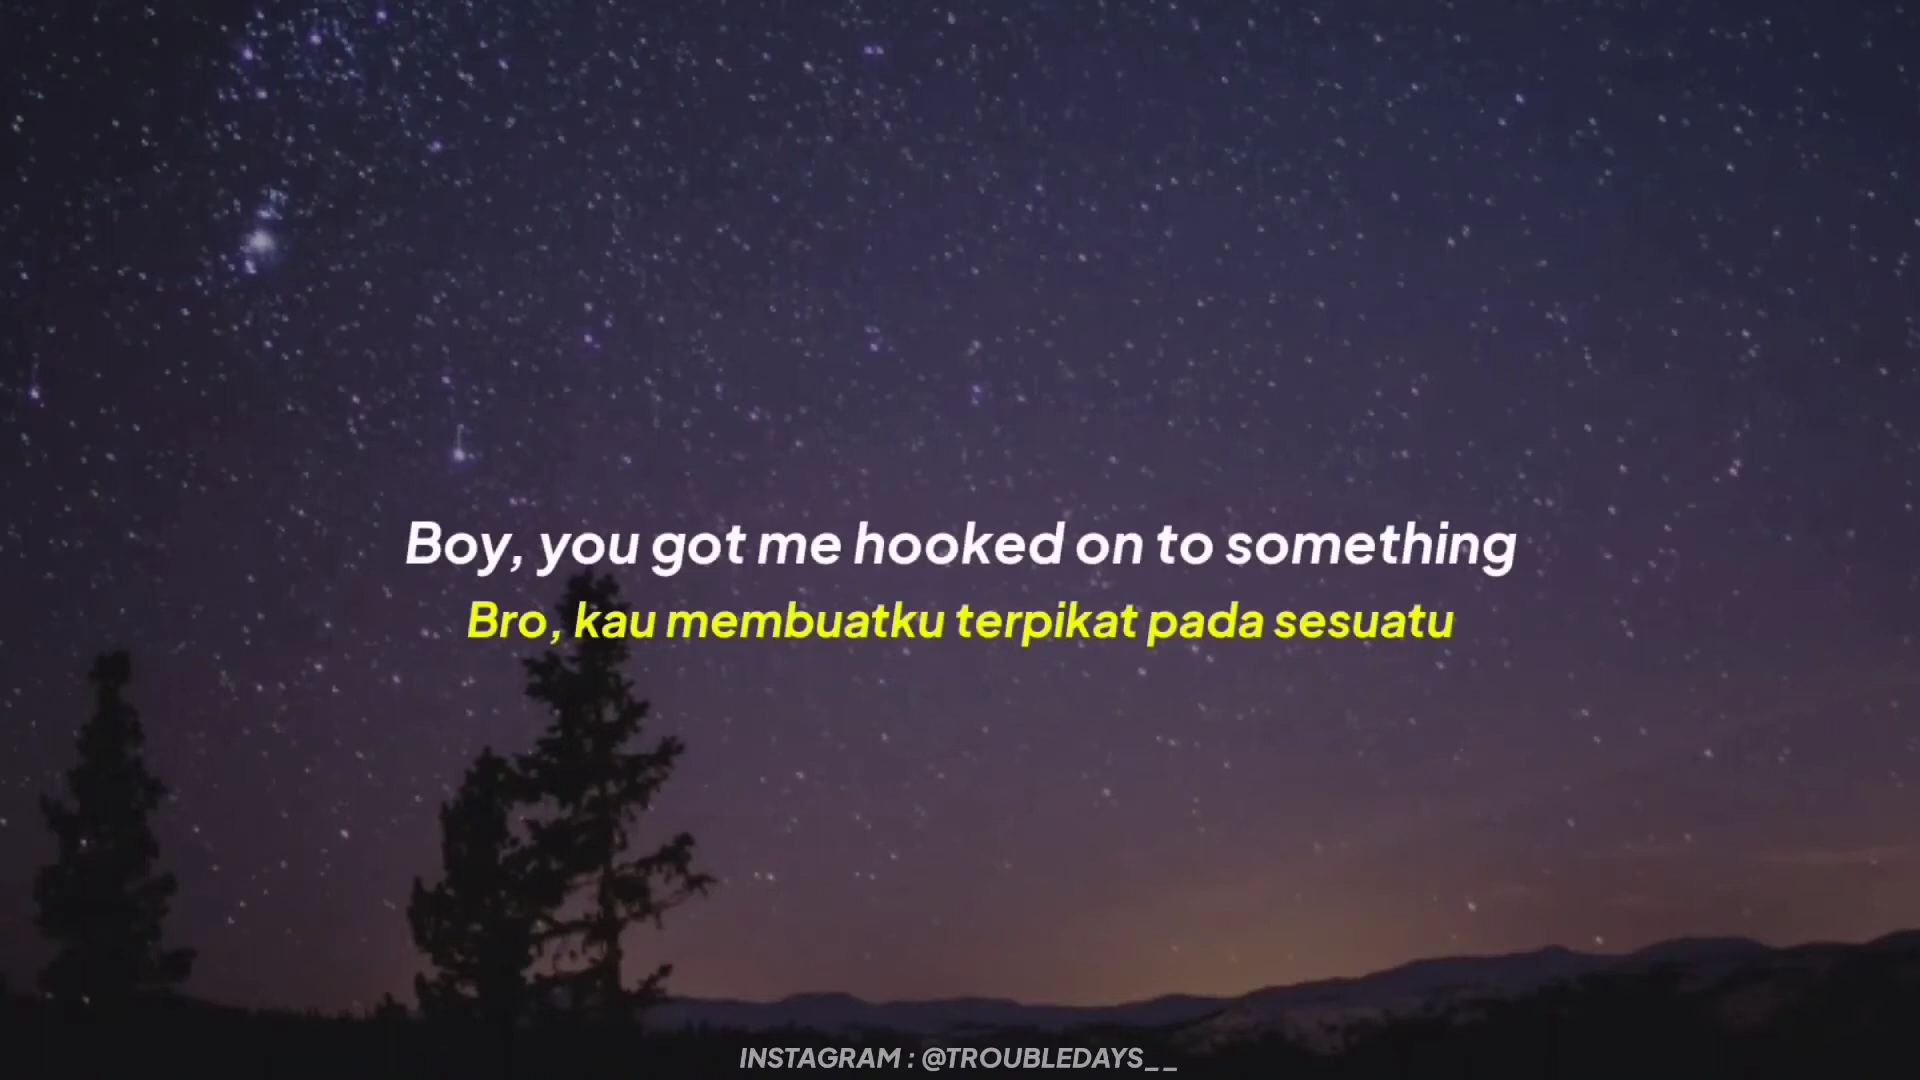 Boy, you got me hooked on to something
Bro, kau membuatku terpikat pada sesuatu
INSTAGRAM : @TROUBLEDAYS__